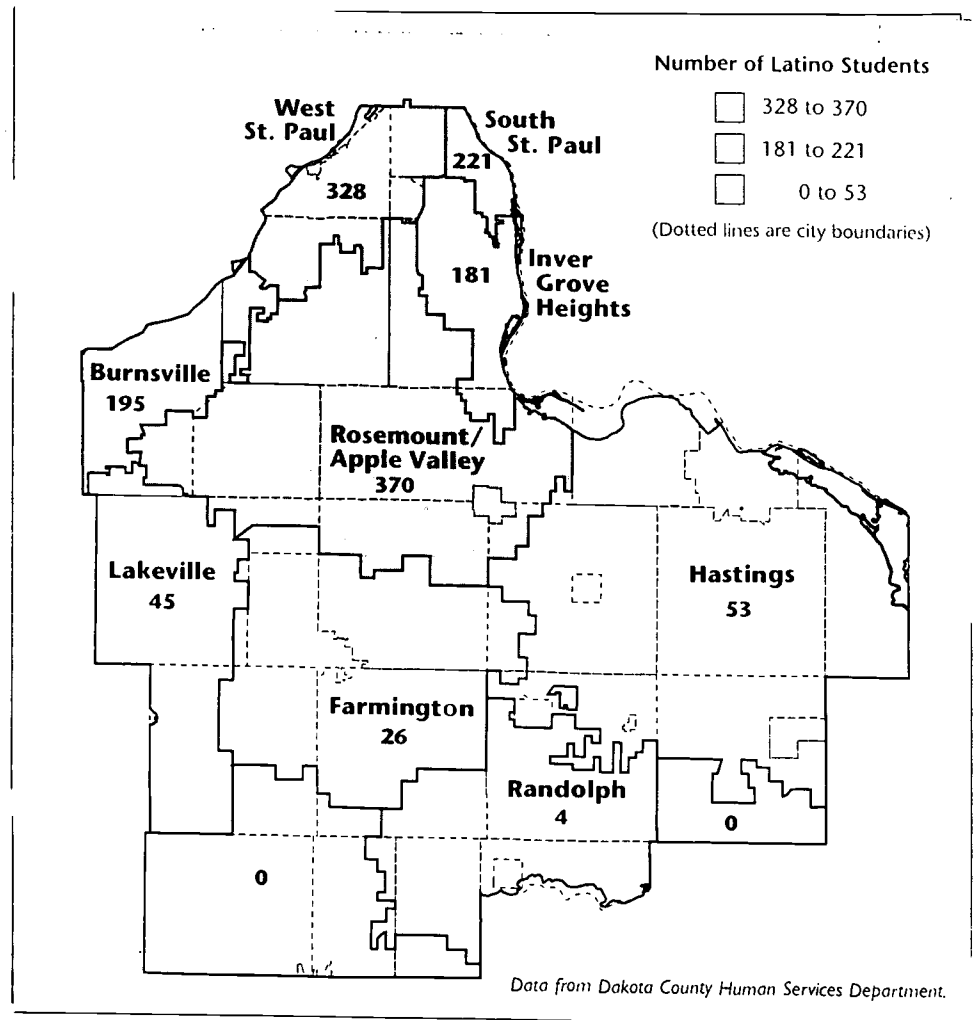 Number of Latino Students
328 to 370
181 to 221
0 to 53
(Dotted lines are city boundaries)
West
St. Paul
328
South
St. Paul
221
Inver
Grove
Heights
181
Burnsville
195
Rosemount/
Apple Valley
370
Lakeville
45
Hastings
53
Farmington
26
Randolph
4
0
0
Data from Dakota County Human Services Department.